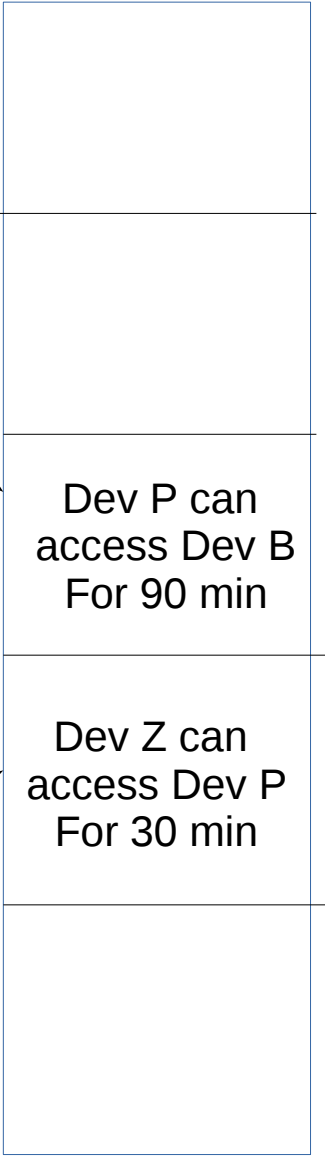 Dev P can
access Dev B
For 90 min
Dev Z can
access Dev P
For 30 min